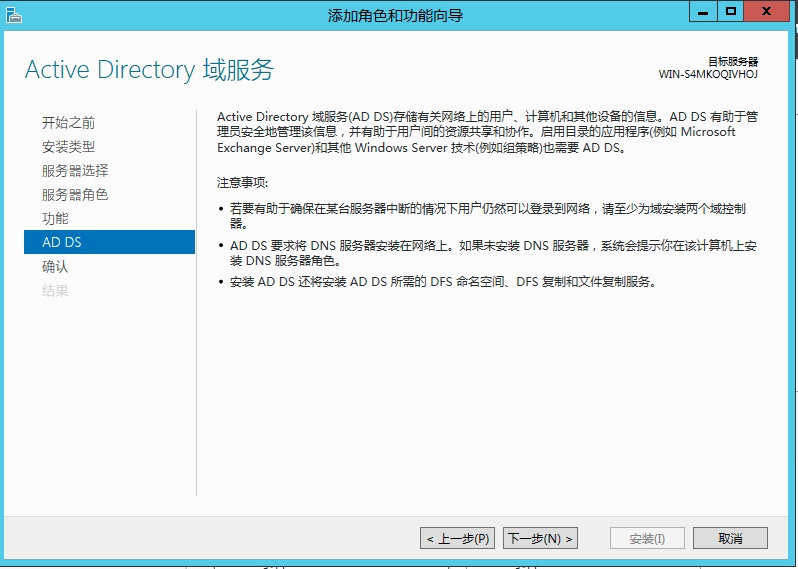 添加角色和功能向导
Active Directory 域服务
目标服务器
WIN-S4MKOQIVHOJ
开始之前
安装类型
服务器选择
服务器角色
功能
AD DS
确认
结果
Active Directory 域服务(AD DS)存储有关网络上的用户、计算机和其他设备的信息。AD DS 有助于管
理员安全地管理该信息，并有助于用户间的资源共享和协作。启用目录的应用程序(例如 Microsoft
Exchange Server)和其他 Windows Server 技术(例如组策略)也需要 AD DS。
注意事项:
• 若要有助于确保在某台服务器中断的情况下用户仍然可以登录到网络，请至少为域安装两个域控制
器。
• AD DS 要求将 DNS 服务器安装在网络上。如果未安装 DNS 服务器，系统会提示你在该计算机上安
装 DNS 服务器角色。
• 安装 AD DS 还将安装 AD DS 所需的 DFS 命名空间、DFS 复制和文件复制服务。
< 上一步(P)
下一步(N) >
安装(I)
取消